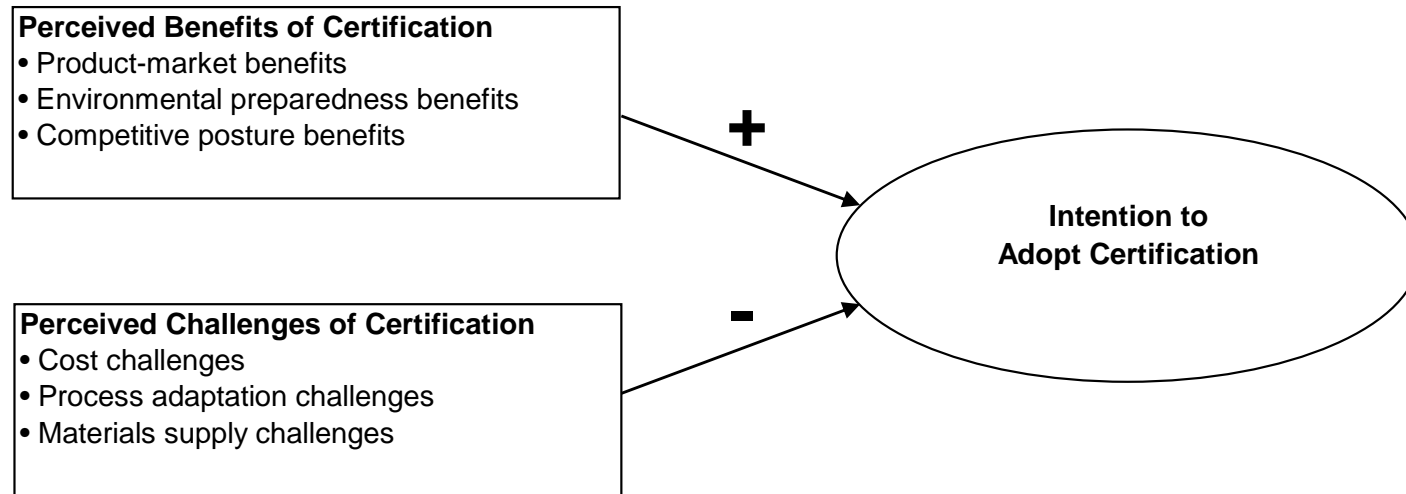 Perceived Benefits of Certification
• Product-market benefits
• Environmental preparedness benefits
• Competitive posture benefits
+
Intention to
Adopt Certification
Perceived Challenges of Certification
• Cost challenges
• Process adaptation challenges
• Materials supply challenges
-